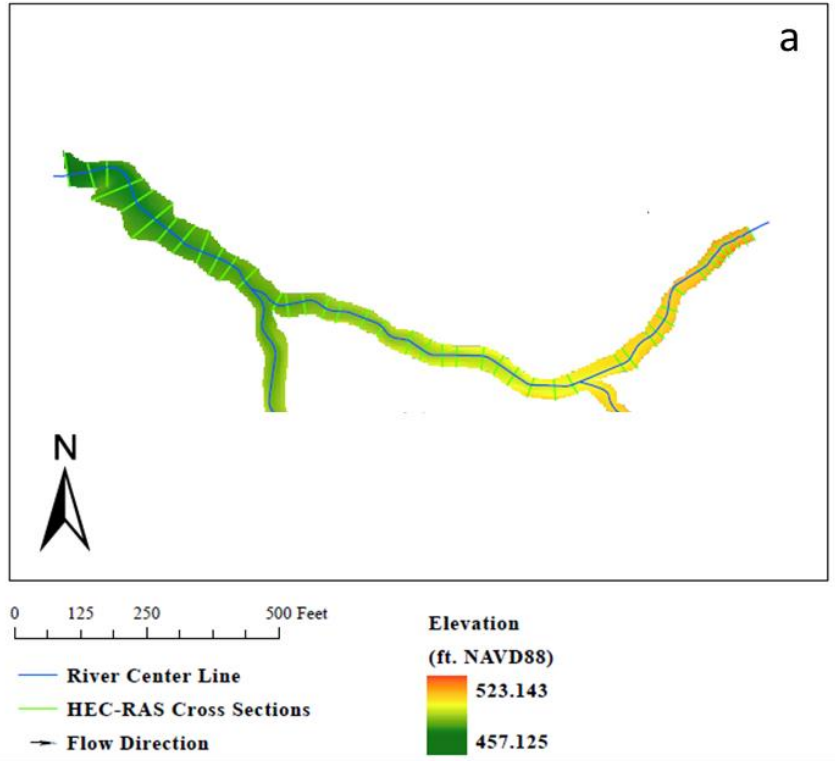 a
N
0 125 250 500 Feet
River Center Line
HEC-RAS Cross Sections
Flow Direction
Elevation
(ft. NAVD88)
523.143
457.125